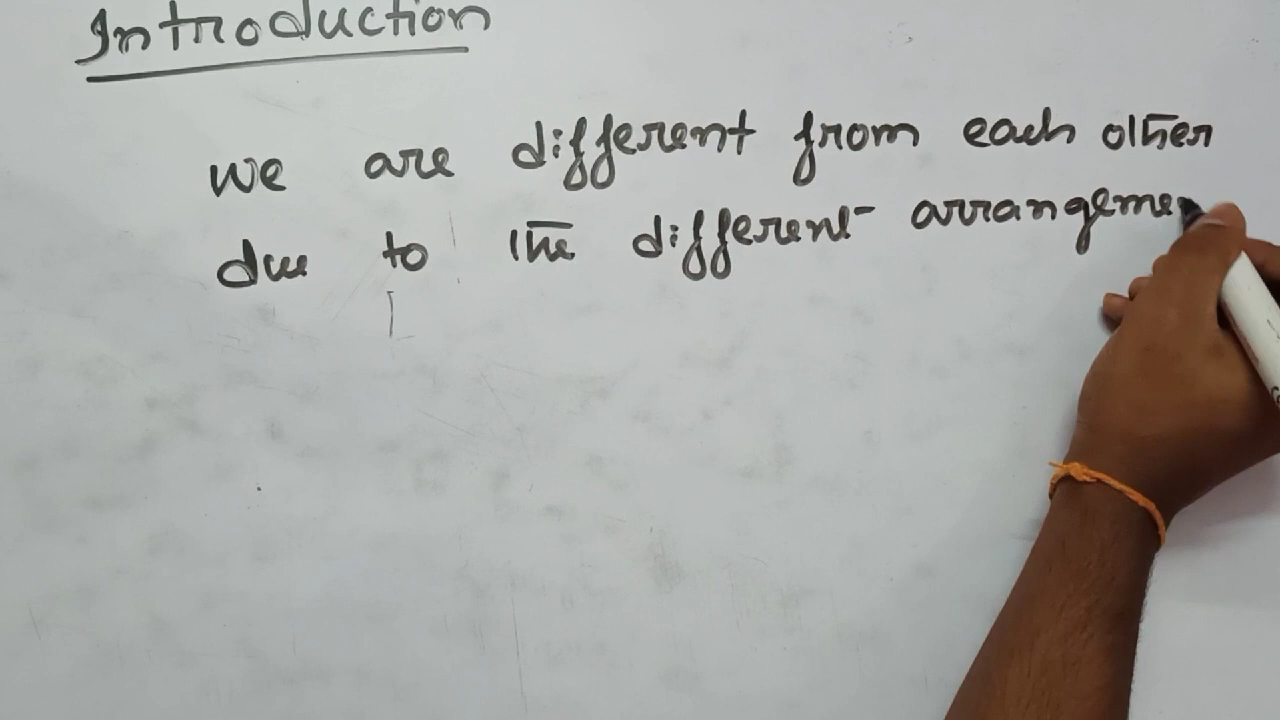 Introduction
we are different from each other
due to the different arrangeme